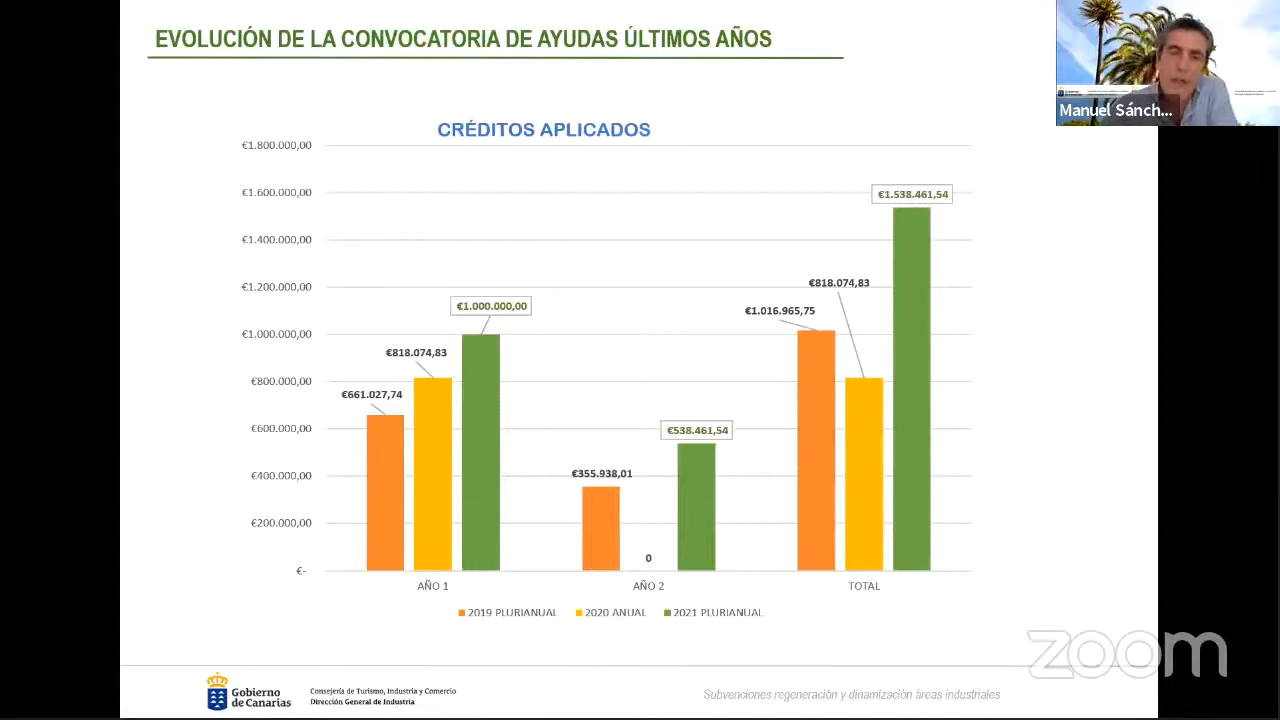 EVOLUCIÓN DE LA CONVOCATORIA DE AYUDAS ÚLTIMOS AÑOS
Gobierno
de Canarias
Manuel Sánch...
CRÉDITOS APLICADOS
€1.800.000,00
€1.600.000,00
€1.400.000,00
€1.200.000,00
€1.000.000,00
€800.000,00
€600.000,00
€400.000,00
€200.000,00
€-
€661.027,74
€818.074,83
€1.000.000,00
€355.938,01
0
€538.461,54
€1.016.965,75
€818.074,83
€1.538.461,54
AÑO 1
AÑO 2
TOTAL
2019 PLURIANUAL
2020 ANUAL
2021 PLURIANUAL
zoom
Gobierno
de Canarias
Consejería de Turismo, Industria y Comercio
Dirección General de Industria
Subvenciones regeneración y dinamización áreas industriales